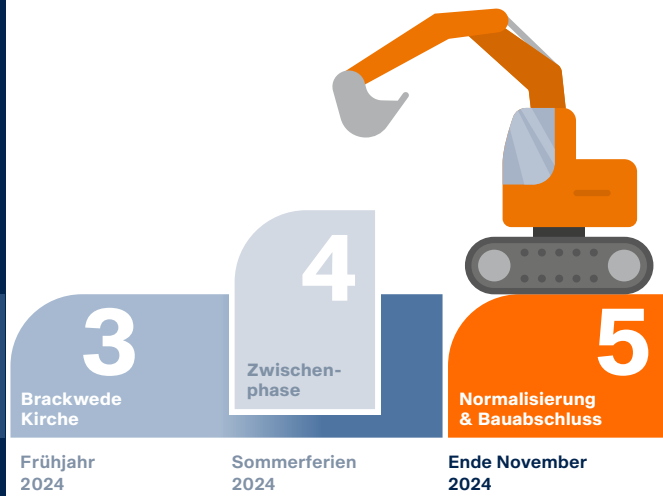 3
Brackwede
Kirche
Frühjahr
2024
4
Zwischen-
phase
Sommerferien
2024
5
Normalisierung
& Bauabschluss
Ende November
2024